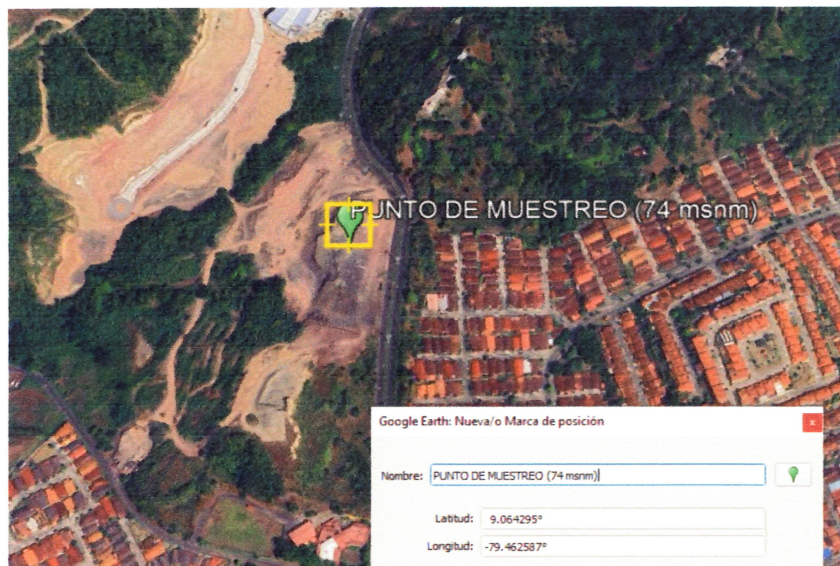 PUNTO DE MUESTREO (74 msnm)
Google Earth: Nueva/o Marca de posición
x
Nombre: PUNTO DE MUESTREO (74 msnm)
Latitud: 9.064295°
Longitud: -79.462587°